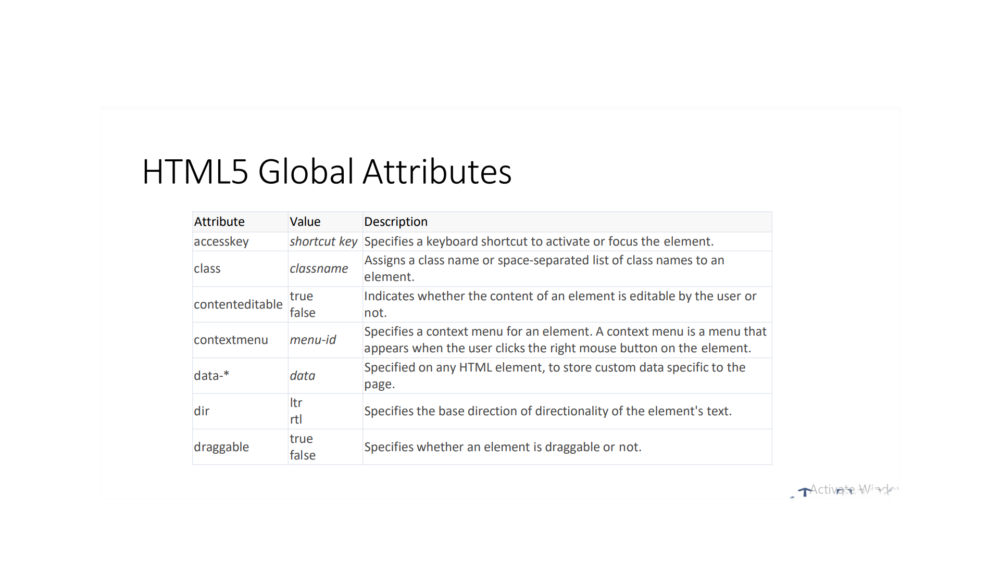 HTML5 Global Attributes
Attribute Value Description
accesskey shortcut key Specifies a keyboard shortcut to activate or focus the element.
class classname Assigns a class name or space-separated list of class names to an
element.
contenteditable true
false Indicates whether the content of an element is editable by the user or
not.
contextmenu menu-id Specifies a context menu for an element. A context menu is a menu that
appears when the user clicks the right mouse button on the element.
data-* data Specified on any HTML element, to store custom data specific to the
page.
dir ltr
rtl Specifies the base direction of directionality of the element's text.
draggable true
false Specifies whether an element is draggable or not.
Activate